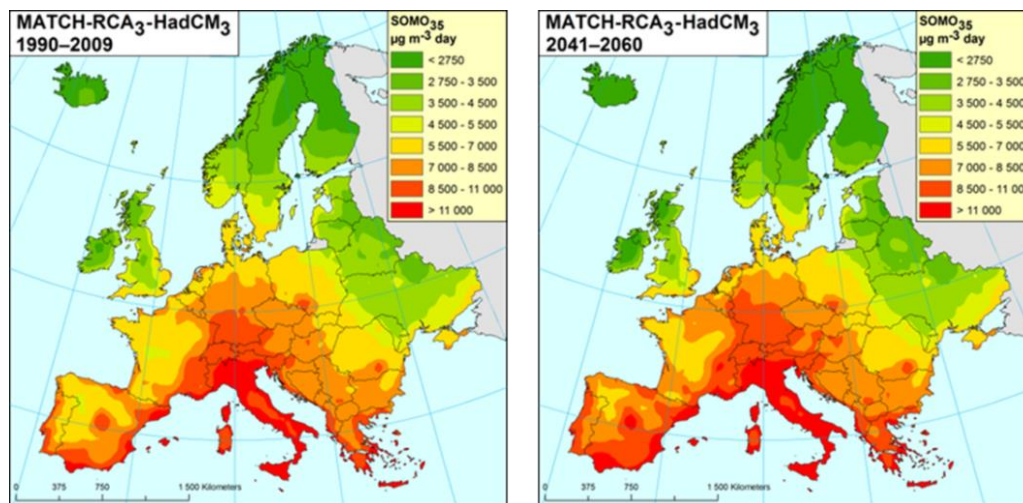 MATCH-RCA3-HadCM3
1990–2009
SOMO35
µg m-3 day
< 2750
2 750 - 3 500
3 500 - 4 500
4 500 - 5 500
5 500 - 7 000
7 000 - 8 500
8 500 - 11 000
> 11 000
0 375 750 1 500 Kilometers
MATCH-RCA3-HadCM3
2041–2060
SOMO35
µg m-3 day
< 2750
2 750 - 3 500
3 500 - 4 500
4 500 - 5 500
5 500 - 7 000
7 000 - 8 500
8 500 - 11 000
> 11 000
0 375 750 1 500 Kilometers